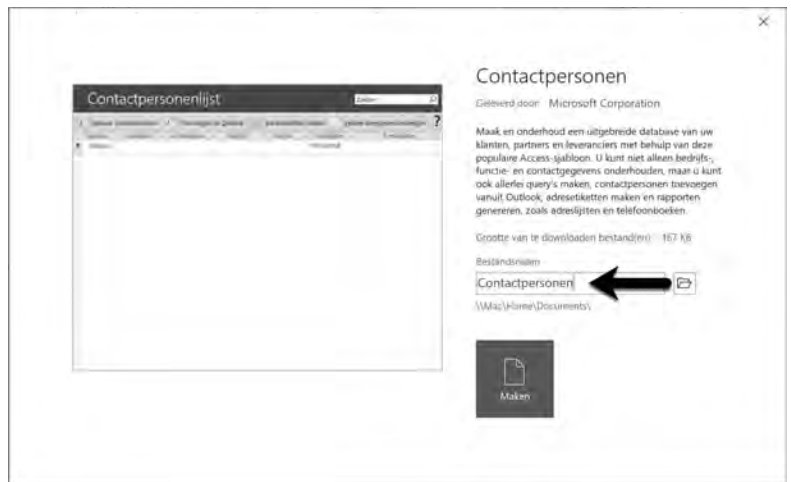 Contactpersonen
Geleverd door: Microsoft Corporation
Contactpersonenlijst
Zoeken
?
Maak en onderhoud een uitgebreide database van uw
klanten, partners en leveranciers met behulp van deze
populaire Access-sjabloon. U kunt niet alleen bedrijfs-,
functie- en contactgegevens onderhouden, maar u kunt
ook allerlei query's maken, contactpersonen toevoegen
vanuit Outlook, adresetiketten maken en rapporten
genereren, zoals adreslijsten en telefoonboeken.
Grootte van te downloaden bestand(en): 167 KB
Bestandsnaam
Contactpersonen
\\Mac\Home\Documents\
Maken